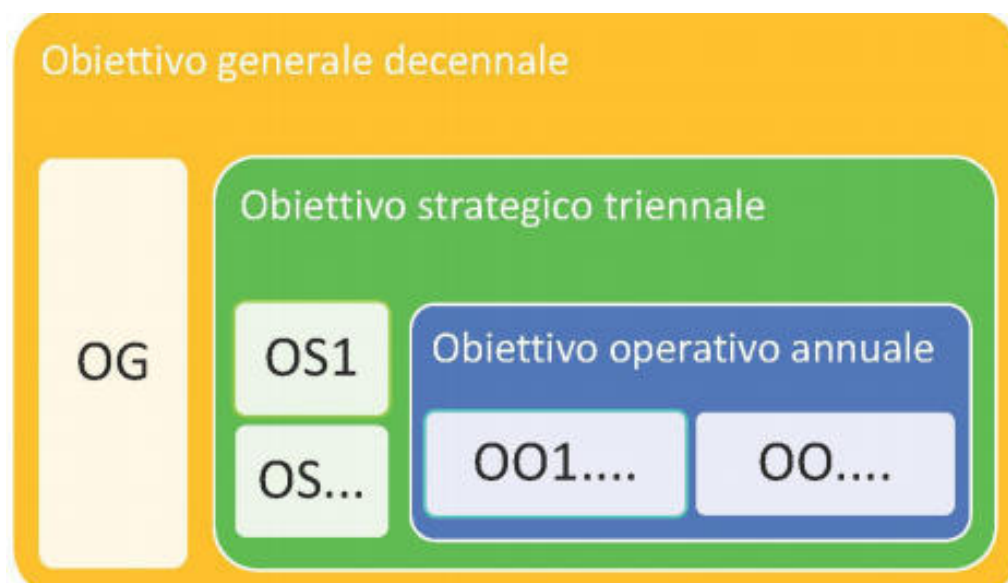 Obiettivo generale decennale
OG
Obiettivo strategico triennale
OS1
OS...
Obiettivo operativo annuale
OO1....
OO....